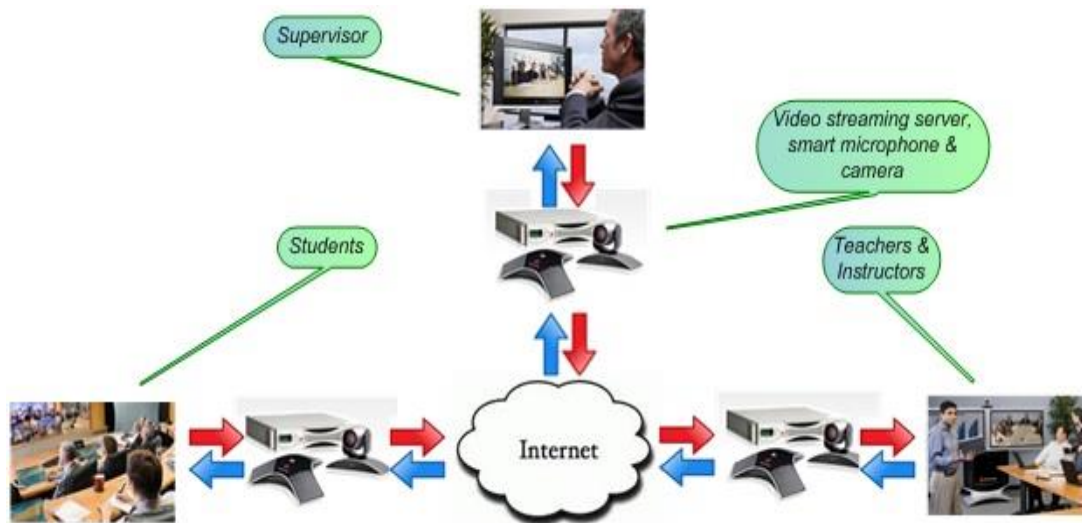 Supervisor
Video streaming server,
smart microphone &
camera
Students
Teachers &
Instructors
Internet